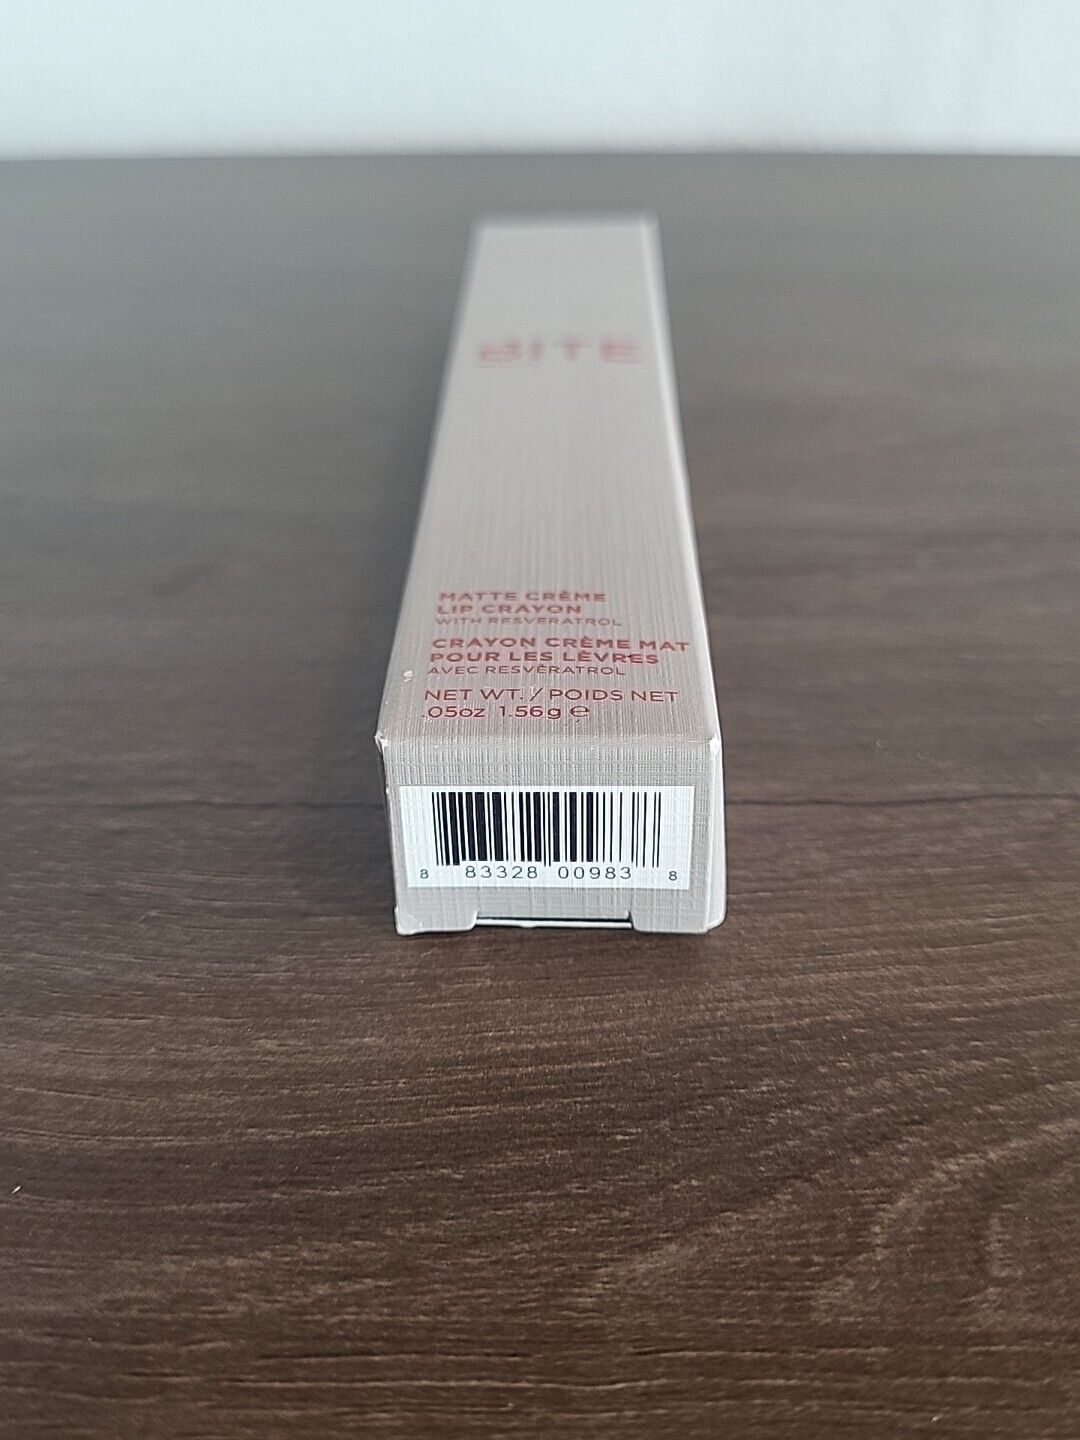 BITE
MATTE CRÈME
LIP CRAYON
WITH RESVERATROL
CRAYON CRÈME MAT
POUR LES LÈVRES
AVEC RESVÉRATROL
NET WT. / POIDS NET
.05oz 1.56g ℮
8 83328 00983 8